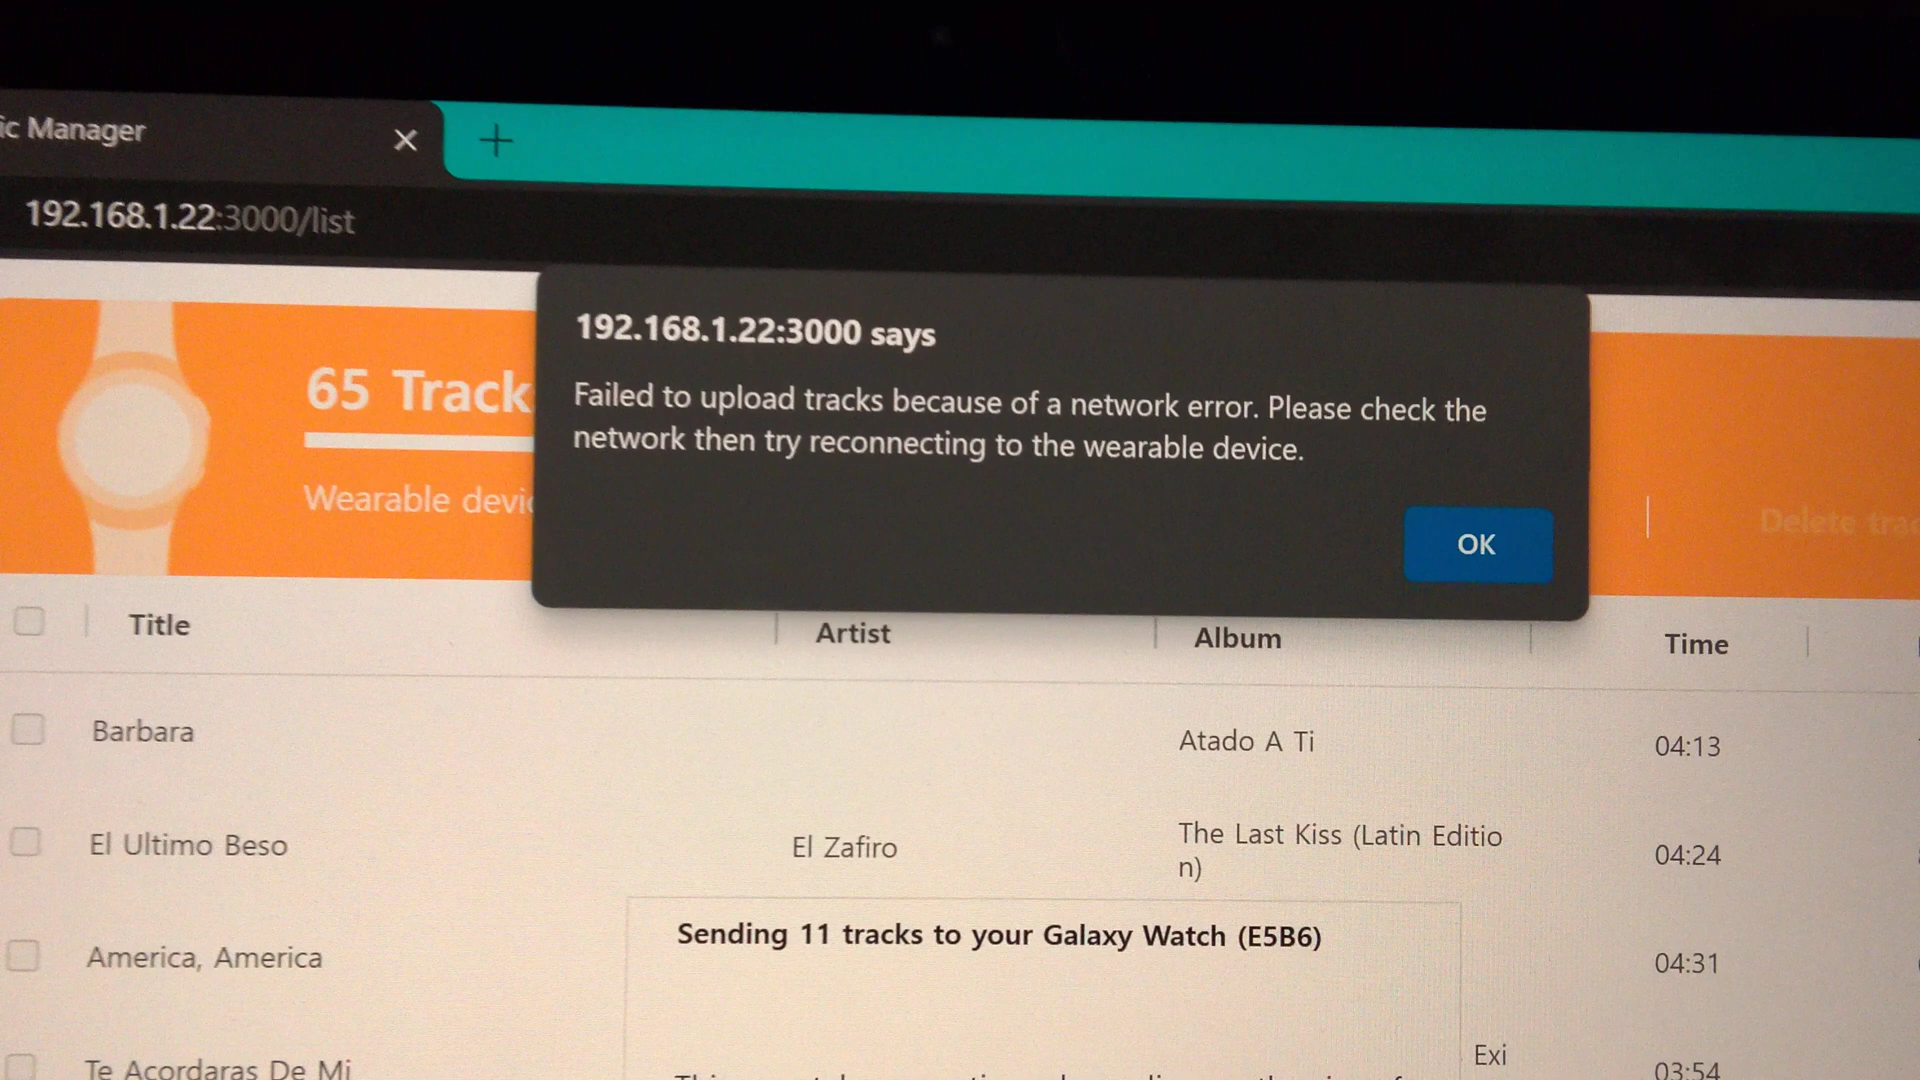 ic Manager
192.168.1.22:3000/list
192.168.1.22:3000 says
Failed to upload tracks because of a network error. Please check the
network then try reconnecting to the wearable device.
OK
65 Track
Wearable devic
Delete trac
Title Artist Album Time
Barbara Atado A Ti 04:13
El Ultimo Beso El Zafiro The Last Kiss (Latin Editio
n) 04:24
Sending 11 tracks to your Galaxy Watch (E5B6)
America, America 04:31
Te Acordaras De Mi Exi 03:54